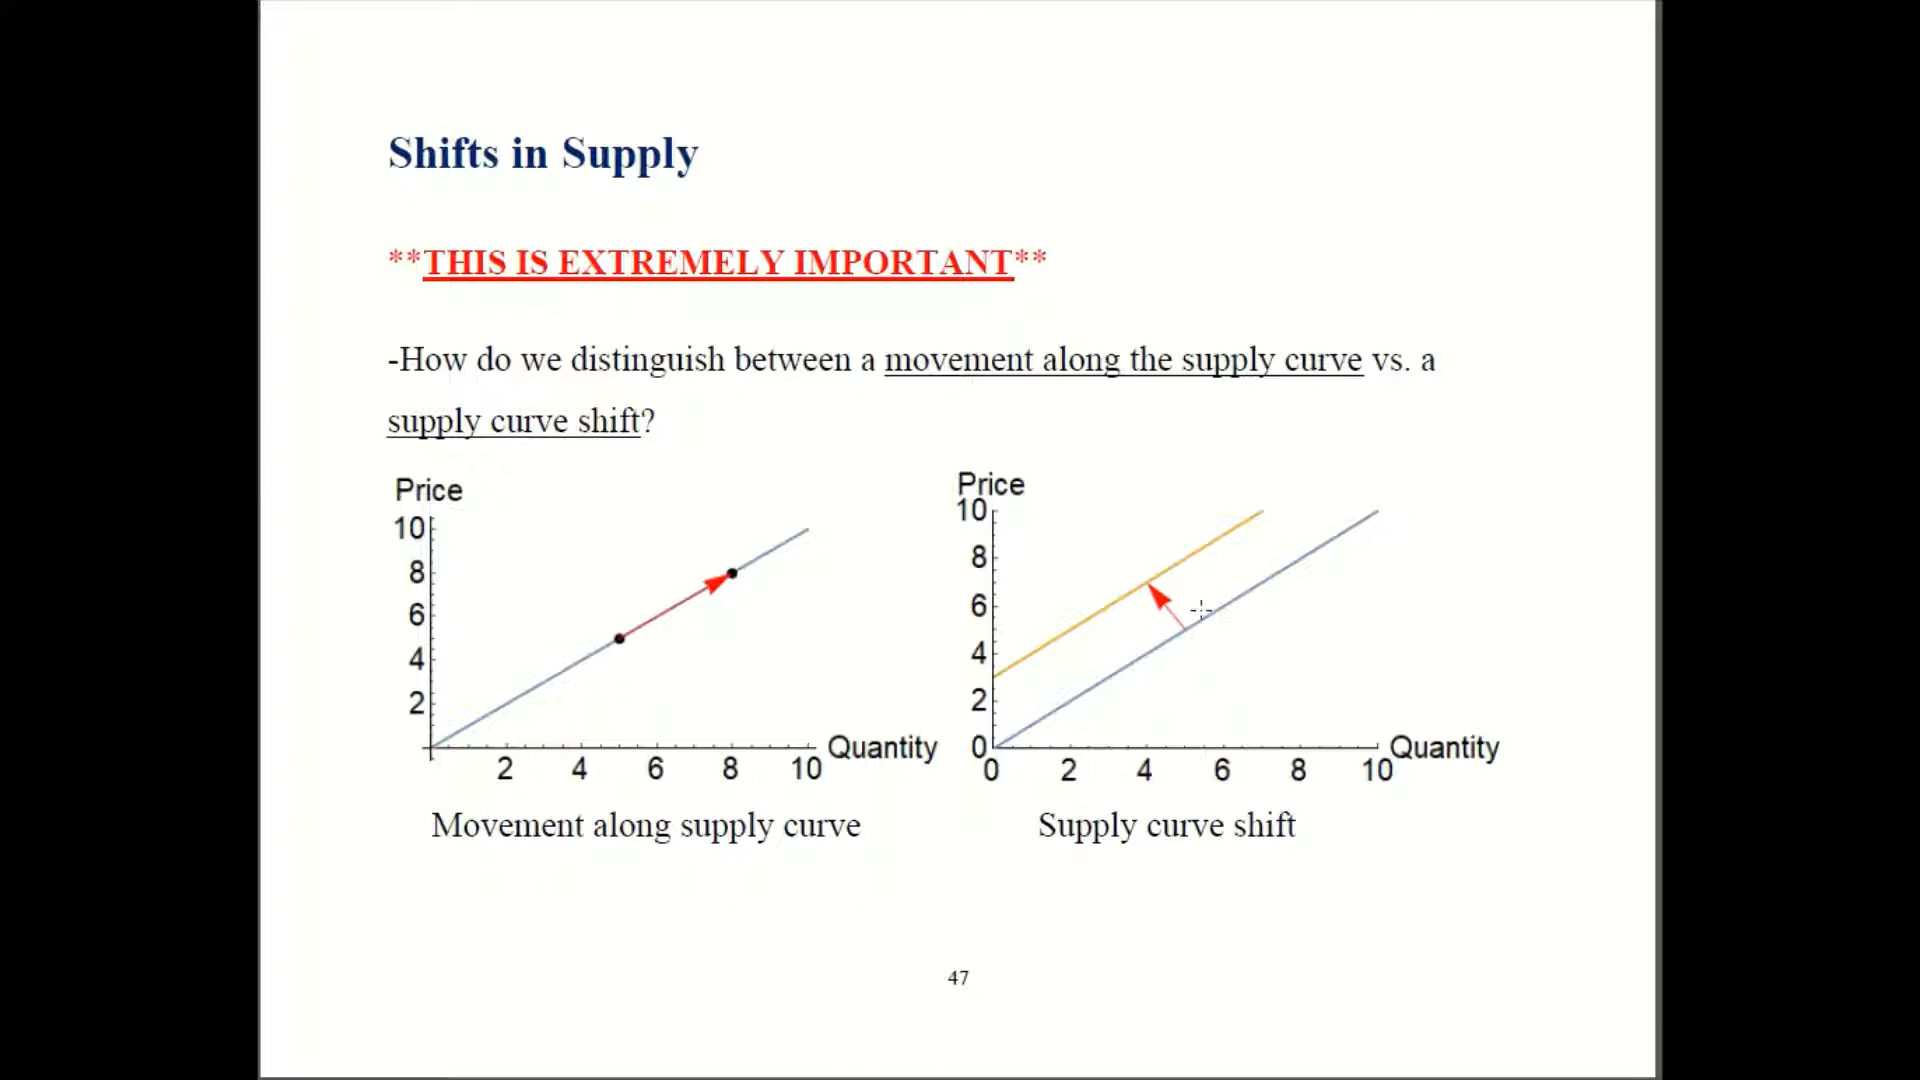 Shifts in Supply
**THIS IS EXTREMELY IMPORTANT**
-How do we distinguish between a movement along the supply curve vs. a
supply curve shift?
Price
10
8
6
4
2
2 4 6 8 10
Quantity
Movement along supply curve
Price
10
8
6
4
2
0
0 2 4 6 8 10
Quantity
Supply curve shift
47